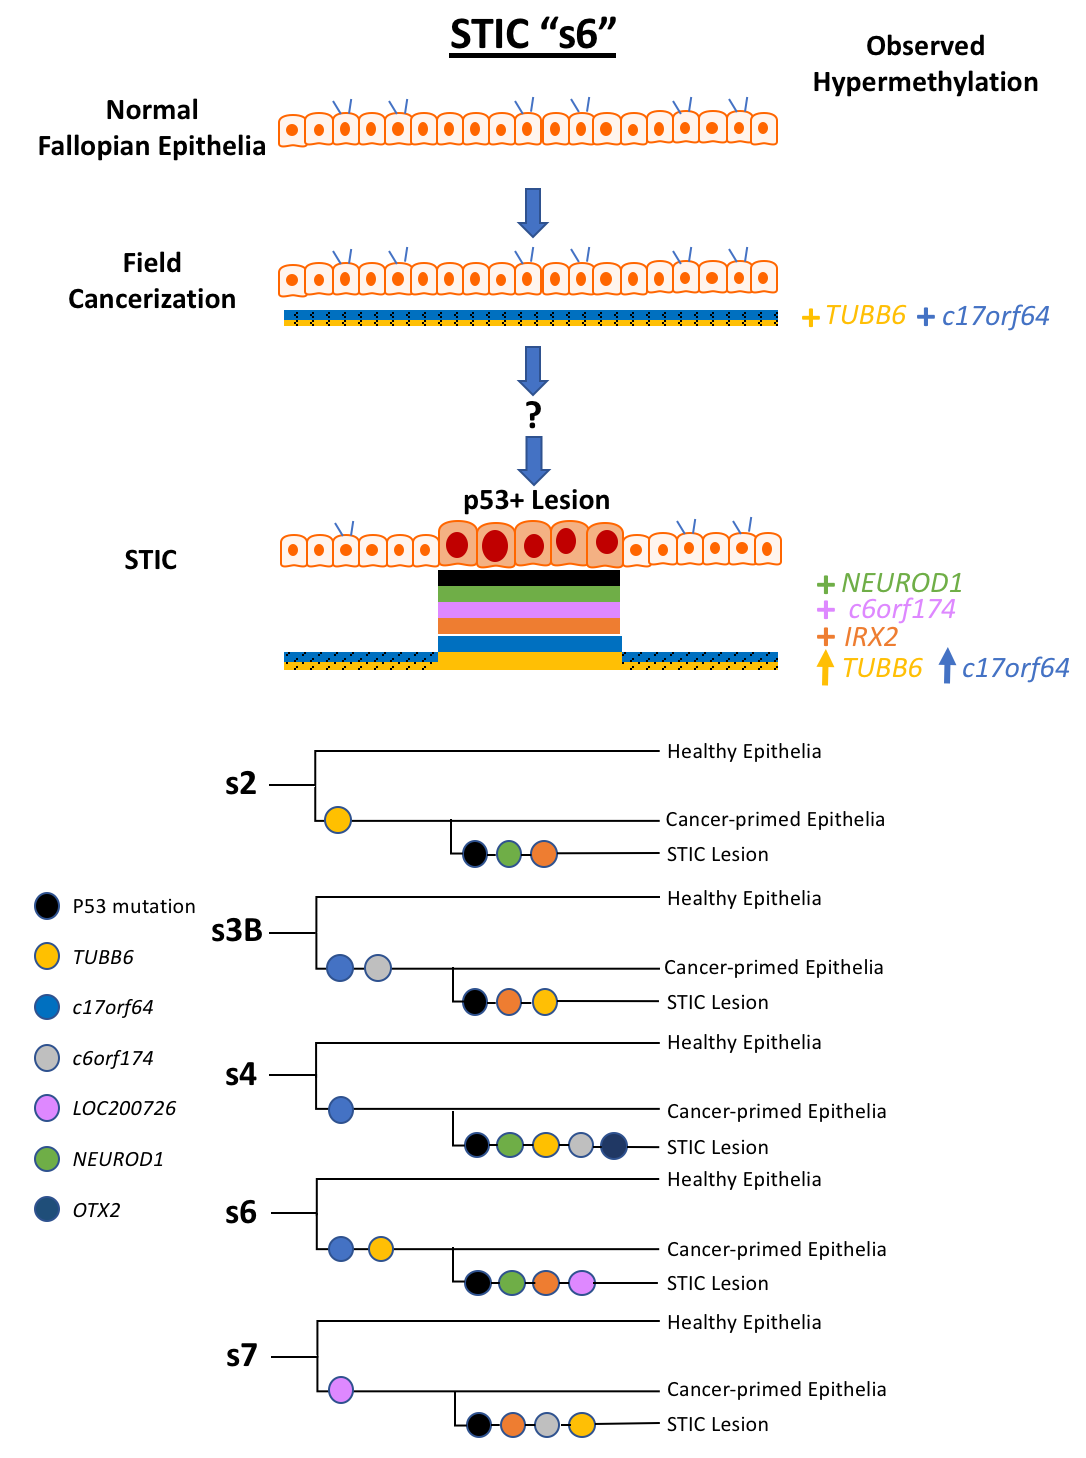 STIC “s6”
Observed
Hypermethylation
Normal
Fallopian Epithelia
Field
Cancerization
+ TUBB6 + c17orf64
?
p53+ Lesion
STIC
+ NEUROD1
+ c6orf174
+ IRX2
TUBB6 c17orf64
s2
Healthy Epithelia
Cancer-primed Epithelia
STIC Lesion
P53 mutation
TUBB6
c17orf64
c6orf174
LOC200726
NEUROD1
OTX2
s3B
Healthy Epithelia
Cancer-primed Epithelia
STIC Lesion
s4
Healthy Epithelia
Cancer-primed Epithelia
STIC Lesion
s6
Healthy Epithelia
Cancer-primed Epithelia
STIC Lesion
s7
Healthy Epithelia
Cancer-primed Epithelia
STIC Lesion